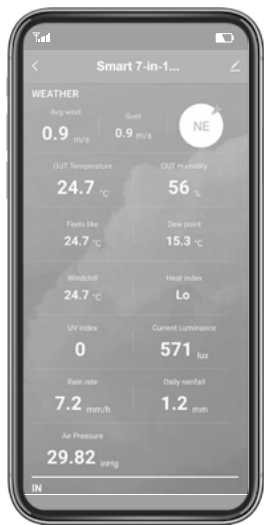 Smart 7-in-1...
WEATHER
Avg wind Gust
0.9 m/s 0.9 m/s NE
OUT Temperature OUT Humidity
24.7 °C 56 %
Feels like Dew point
24.7 °C 15.3 °C
Windchill Heat index
24.7 °C Lo
UV index Current Luminance
0 571 lux
Rain rate Daily rainfall
7.2 mm/h 1.2 mm
Air Pressure
29.82 inHg
IN